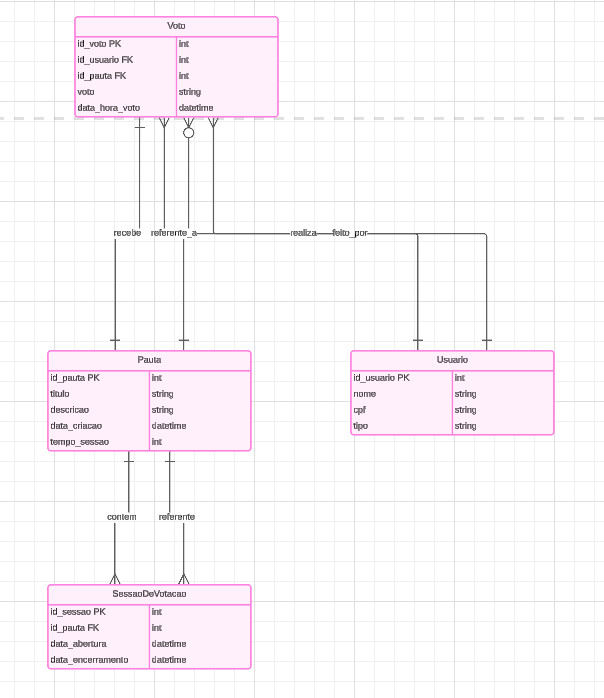 Voto
id_voto PK int
id_usuario FK int
id_pauta FK int
voto string
data_hora_voto datetime
recebe referente_a realiza feito_por
Pauta
id_pauta PK int
titulo string
descricao string
data_criacao datetime
tempo_sessao int
Usuario
id_usuario PK int
nome string
cpf string
tipo string
contem referente
SessaoDeVotacao
id_sessao PK int
id_pauta FK int
data_abertura datetime
data_encerramento datetime